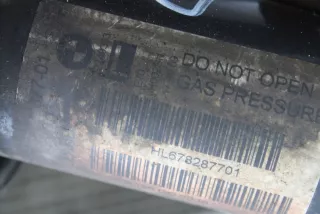 DO NOT OPEN
GAS PRESSURE
HL678287701